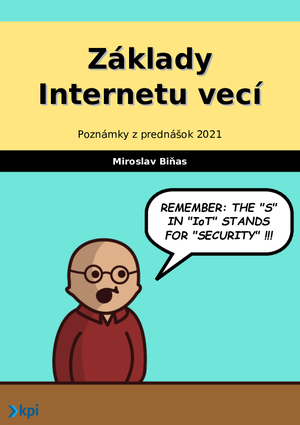 Základy
Internetu vecí
Poznámky z prednášok 2021
Miroslav Biňas
REMEMBER: THE "S"
IN "IoT" STANDS
FOR "SECURITY" !!!
kpi